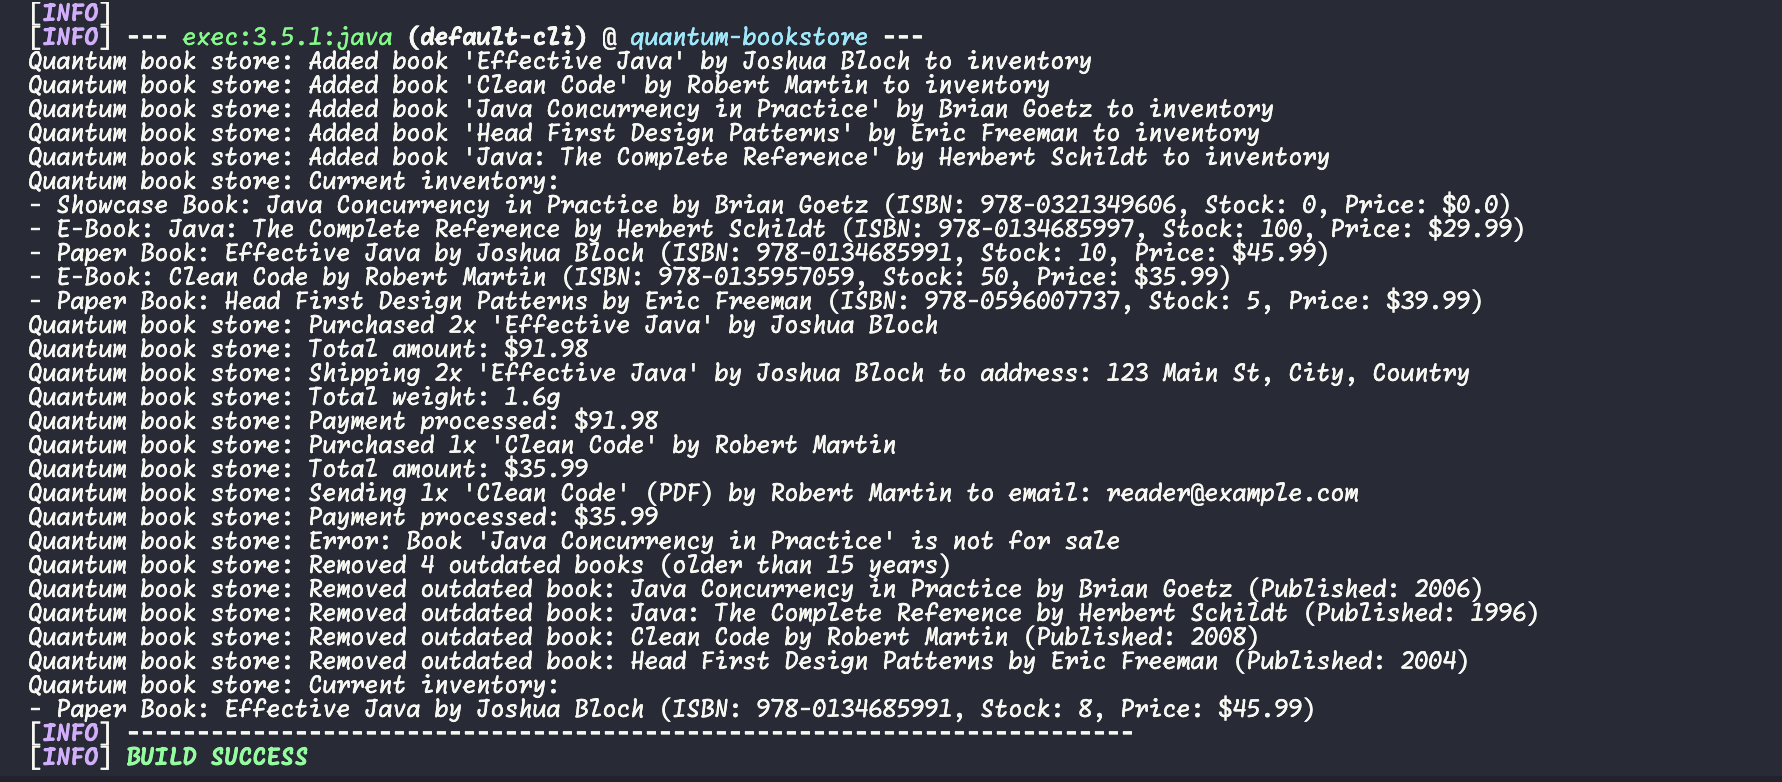 [INFO]
[INFO] --- exec:3.5.1:java (default-cli) @ quantum-bookstore ---
Quantum book store: Added book 'Effective Java' by Joshua Bloch to inventory
Quantum book store: Added book 'Clean Code' by Robert Martin to inventory
Quantum book store: Added book 'Java Concurrency in Practice' by Brian Goetz to inventory
Quantum book store: Added book 'Head First Design Patterns' by Eric Freeman to inventory
Quantum book store: Added book 'Java: The Complete Reference' by Herbert Schildt to inventory
Quantum book store: Current inventory:
- Showcase Book: Java Concurrency in Practice by Brian Goetz (ISBN: 978-0321349606, Stock: 0, Price: $0.0)
- E-Book: Java: The Complete Reference by Herbert Schildt (ISBN: 978-0134685997, Stock: 100, Price: $29.99)
- Paper Book: Effective Java by Joshua Bloch (ISBN: 978-0134685991, Stock: 10, Price: $45.99)
- E-Book: Clean Code by Robert Martin (ISBN: 978-0135957059, Stock: 50, Price: $35.99)
- Paper Book: Head First Design Patterns by Eric Freeman (ISBN: 978-0596007737, Stock: 5, Price: $39.99)
Quantum book store: Purchased 2x 'Effective Java' by Joshua Bloch
Quantum book store: Total amount: $91.98
Quantum book store: Shipping 2x 'Effective Java' by Joshua Bloch to address: 123 Main St, City, Country
Quantum book store: Total weight: 1.6g
Quantum book store: Payment processed: $91.98
Quantum book store: Purchased 1x 'Clean Code' by Robert Martin
Quantum book store: Total amount: $35.99
Quantum book store: Sending 1x 'Clean Code' (PDF) by Robert Martin to email: reader@example.com
Quantum book store: Payment processed: $35.99
Quantum book store: Error: Book 'Java Concurrency in Practice' is not for sale
Quantum book store: Removed 4 outdated books (older than 15 years)
Quantum book store: Removed outdated book: Java Concurrency in Practice by Brian Goetz (Published: 2006)
Quantum book store: Removed outdated book: Java: The Complete Reference by Herbert Schildt (Published: 1996)
Quantum book store: Removed outdated book: Clean Code by Robert Martin (Published: 2008)
Quantum book store: Removed outdated book: Head First Design Patterns by Eric Freeman (Published: 2004)
Quantum book store: Current inventory:
- Paper Book: Effective Java by Joshua Bloch (ISBN: 978-0134685991, Stock: 8, Price: $45.99)
[INFO] ------------------------------------------------------------------------
[INFO] BUILD SUCCESS